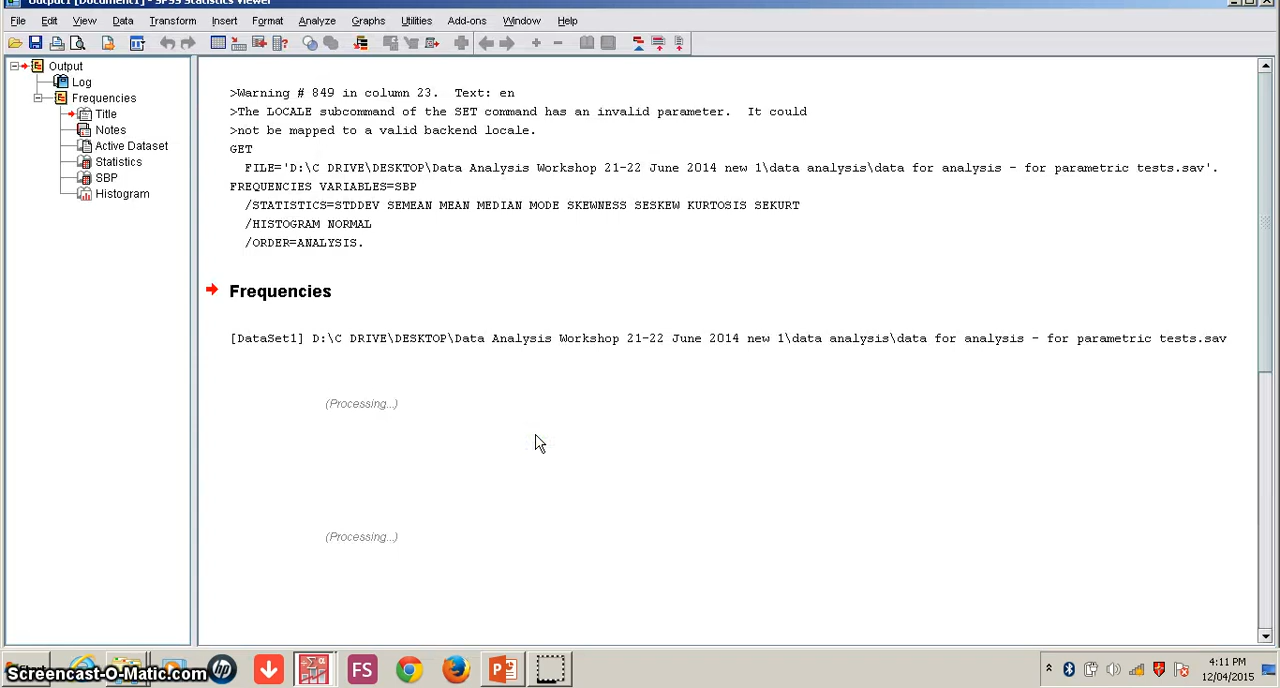 Output1 [Document1] - SPSS Statistics Viewer
File Edit View Data Transform Insert Format Analyze Graphs Utilities Add-ons Window Help
Output
Log
Frequencies
Title
Notes
Active Dataset
Statistics
SBP
Histogram
>Warning # 849 in column 23.  Text: en
>The LOCALE subcommand of the SET command has an invalid parameter.  It could
>not be mapped to a valid backend locale.
GET
  FILE='D:\C DRIVE\DESKTOP\Data Analysis Workshop 21-22 June 2014 new 1\data analysis\data for analysis - for parametric tests.sav'.
FREQUENCIES VARIABLES=SBP
  /STATISTICS=STDDEV SEMEAN MEAN MEDIAN MODE SKEWNESS SESKEW KURTOSIS SEKURT
  /HISTOGRAM NORMAL
  /ORDER=ANALYSIS.
Frequencies
[DataSet1] D:\C DRIVE\DESKTOP\Data Analysis Workshop 21-22 June 2014 new 1\data analysis\data for analysis - for parametric tests.sav
(Processing...)
(Processing...)
Screencast-O-Matic.com
hp
FS
P
4:11 PM
12/04/2015